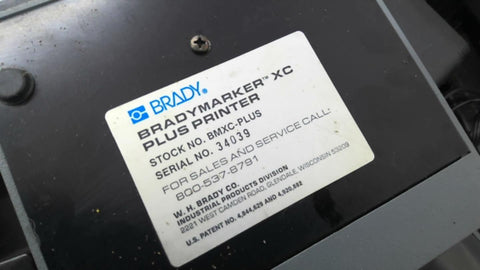 BRADY®
BRADYMARKER™ XC
PLUS PRINTER
STOCK NO. BMXC-PLUS
SERIAL NO. 34039
FOR SALES AND SERVICE CALL:
800-537-8791
W. H. BRADY CO.
INDUSTRIAL PRODUCTS DIVISION
2221 WEST CAMDEN ROAD, GLENDALE, WISCONSIN 53209
U.S. PATENT NO. 4,844,629 AND 4,920,882